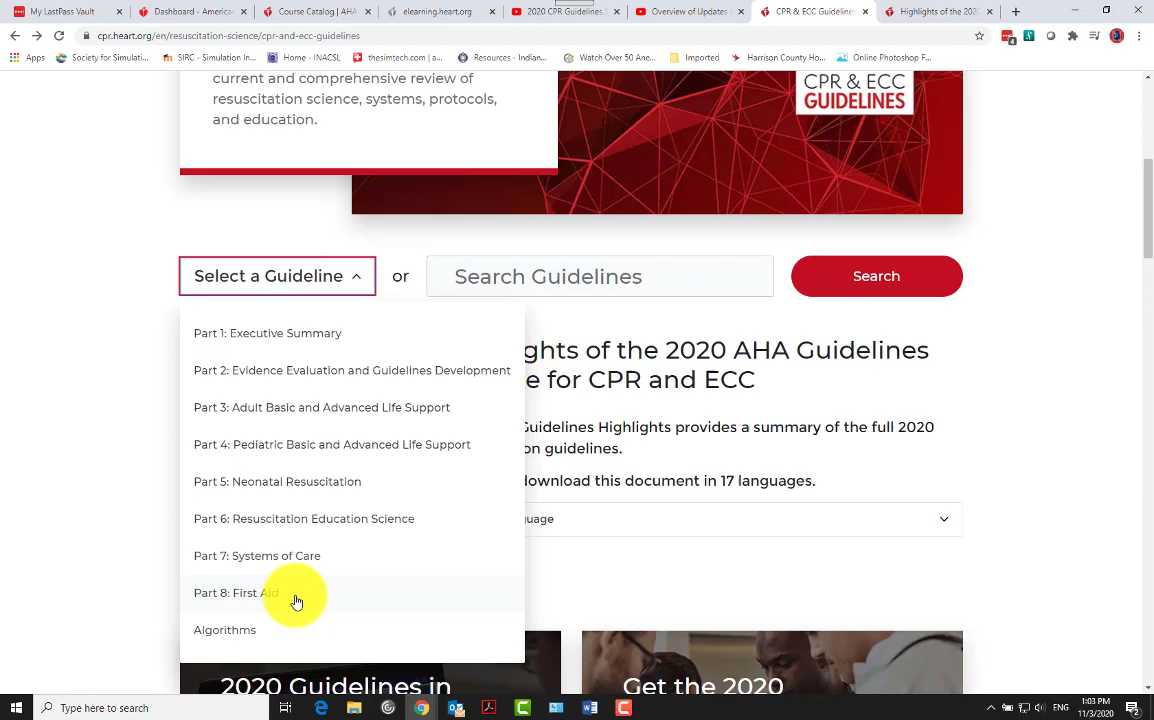 My LastPass Vault
Dashboard - America
Course Catalog | AHA
elearning.heart.org
2020 CPR Guidelines
Overview of Updates
CPR & ECC Guidelines
Highlights of the 2020
cpr.heart.org/en/resuscitation-science/cpr-and-ecc-guidelines
4
Apps
Society for Simulati...
SIRC - Simulation In...
Home - INACSL
thesimtech.com | a...
Resources - Indian...
Watch Over 50 Ane...
Imported
Harrison County Ho...
Online Photoshop F...
current and comprehensive review of
resuscitation science, systems, protocols,
and education.
CPR & ECC
GUIDELINES
Select a Guideline
or
Search Guidelines
Search
Part 1: Executive Summary
Part 2: Evidence Evaluation and Guidelines Development
Part 3: Adult Basic and Advanced Life Support
Part 4: Pediatric Basic and Advanced Life Support
Part 5: Neonatal Resuscitation
Part 6: Resuscitation Education Science
Part 7: Systems of Care
Part 8: First Aid
Algorithms
ghts of the 2020 AHA Guidelines
e for CPR and ECC
Guidelines Highlights provides a summary of the full 2020
on guidelines.
download this document in 17 languages.
uage
2020 Guidelines in
Get the 2020
Type here to search
ENG
1:03 PM
11/3/2020
2